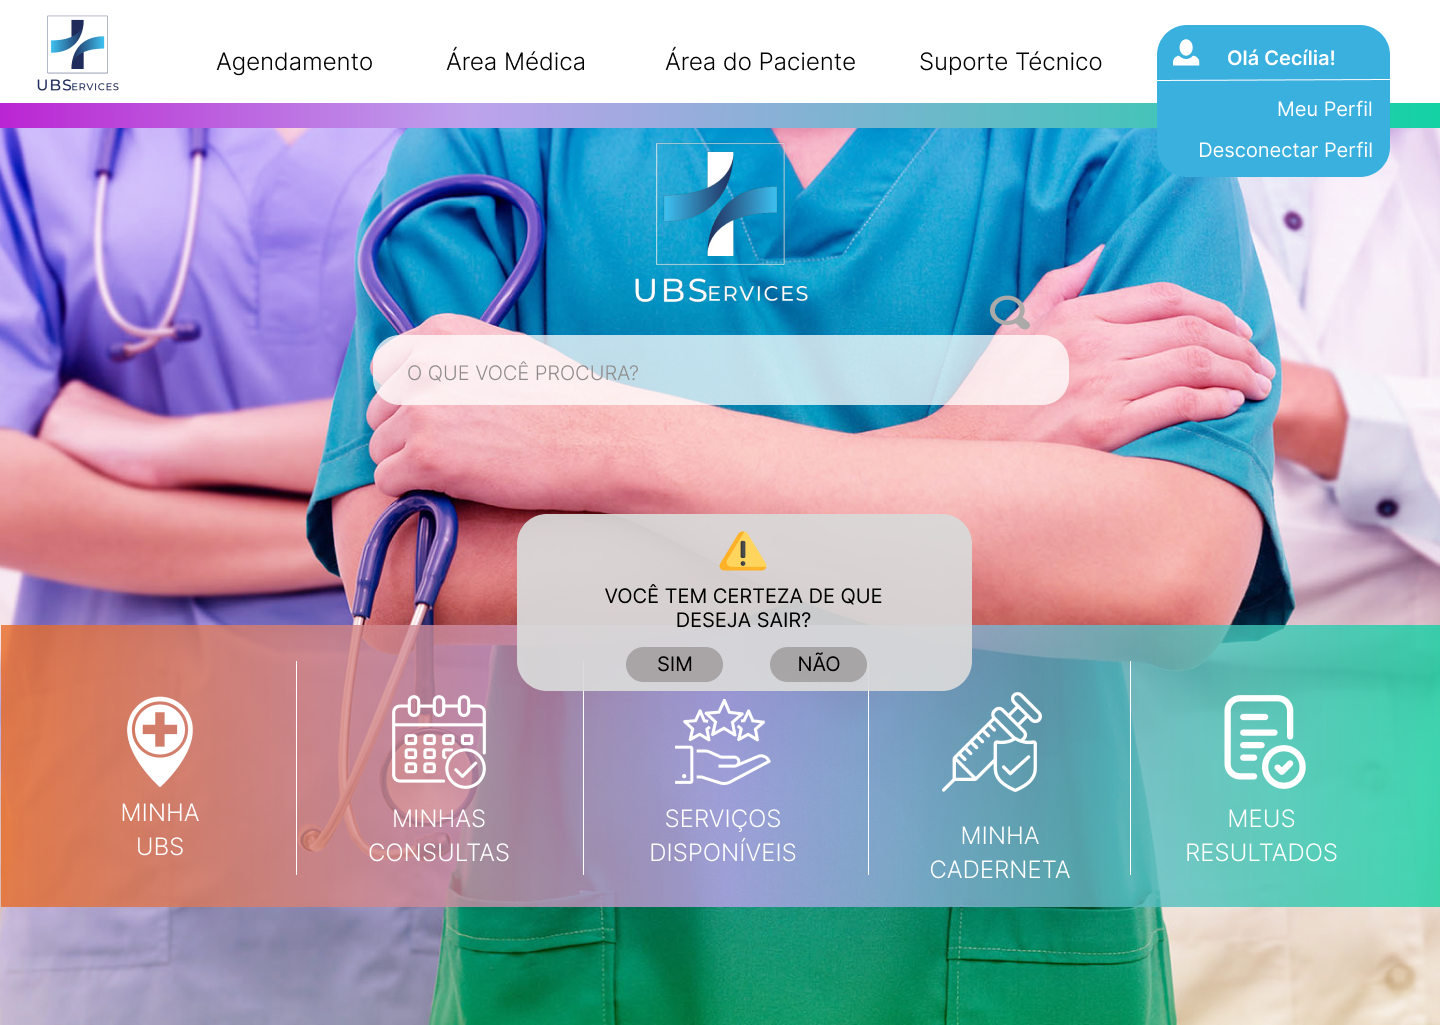 UBSERVICES
Agendamento
Área Médica
Área do Paciente
Suporte Técnico
Olá Cecília!
Meu Perfil
Desconectar Perfil
UBSERVICES
O QUE VOCÊ PROCURA?
VOCÊ TEM CERTEZA DE QUE
DESEJA SAIR?
SIM
NÃO
MINHA
UBS
MINHAS
CONSULTAS
SERVIÇOS
DISPONÍVEIS
MINHA
CADERNETA
MEUS
RESULTADOS